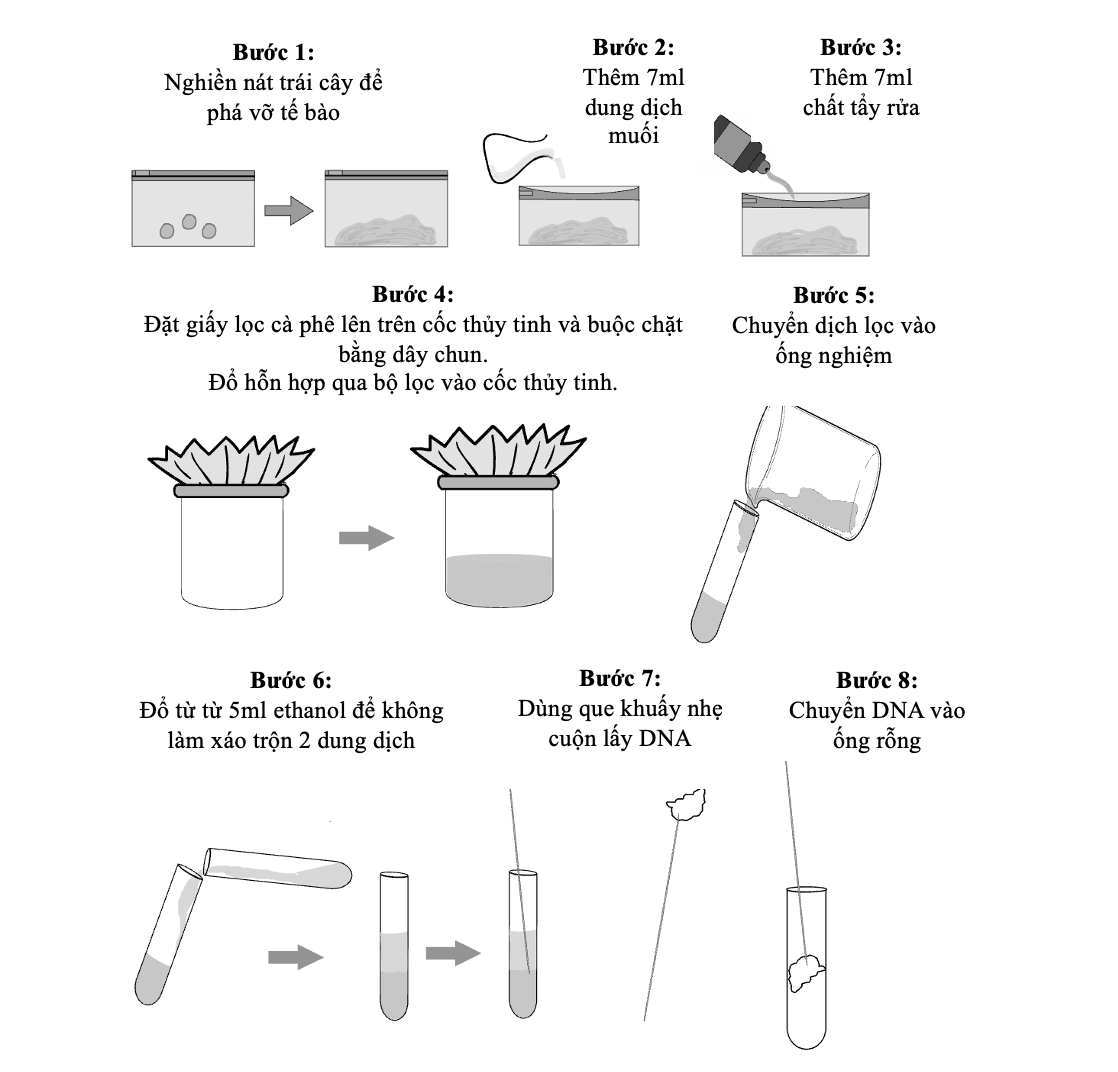 Bước 1:
Nghiền nát trái cây để
phá vỡ tế bào
Bước 2:
Thêm 7ml
dung dịch
muối
Bước 3:
Thêm 7ml
chất tẩy rửa
Bước 4:
Đặt giấy lọc cà phê lên trên cốc thủy tinh và buộc chặt
bằng dây chun.
Đổ hỗn hợp qua bộ lọc vào cốc thủy tinh.
Bước 5:
Chuyển dịch lọc vào
ống nghiệm
Bước 6:
Đổ từ từ 5ml ethanol để không
làm xáo trộn 2 dung dịch
Bước 7:
Dùng que khuấy nhẹ
cuộn lấy DNA
Bước 8:
Chuyển DNA vào
ống rỗng